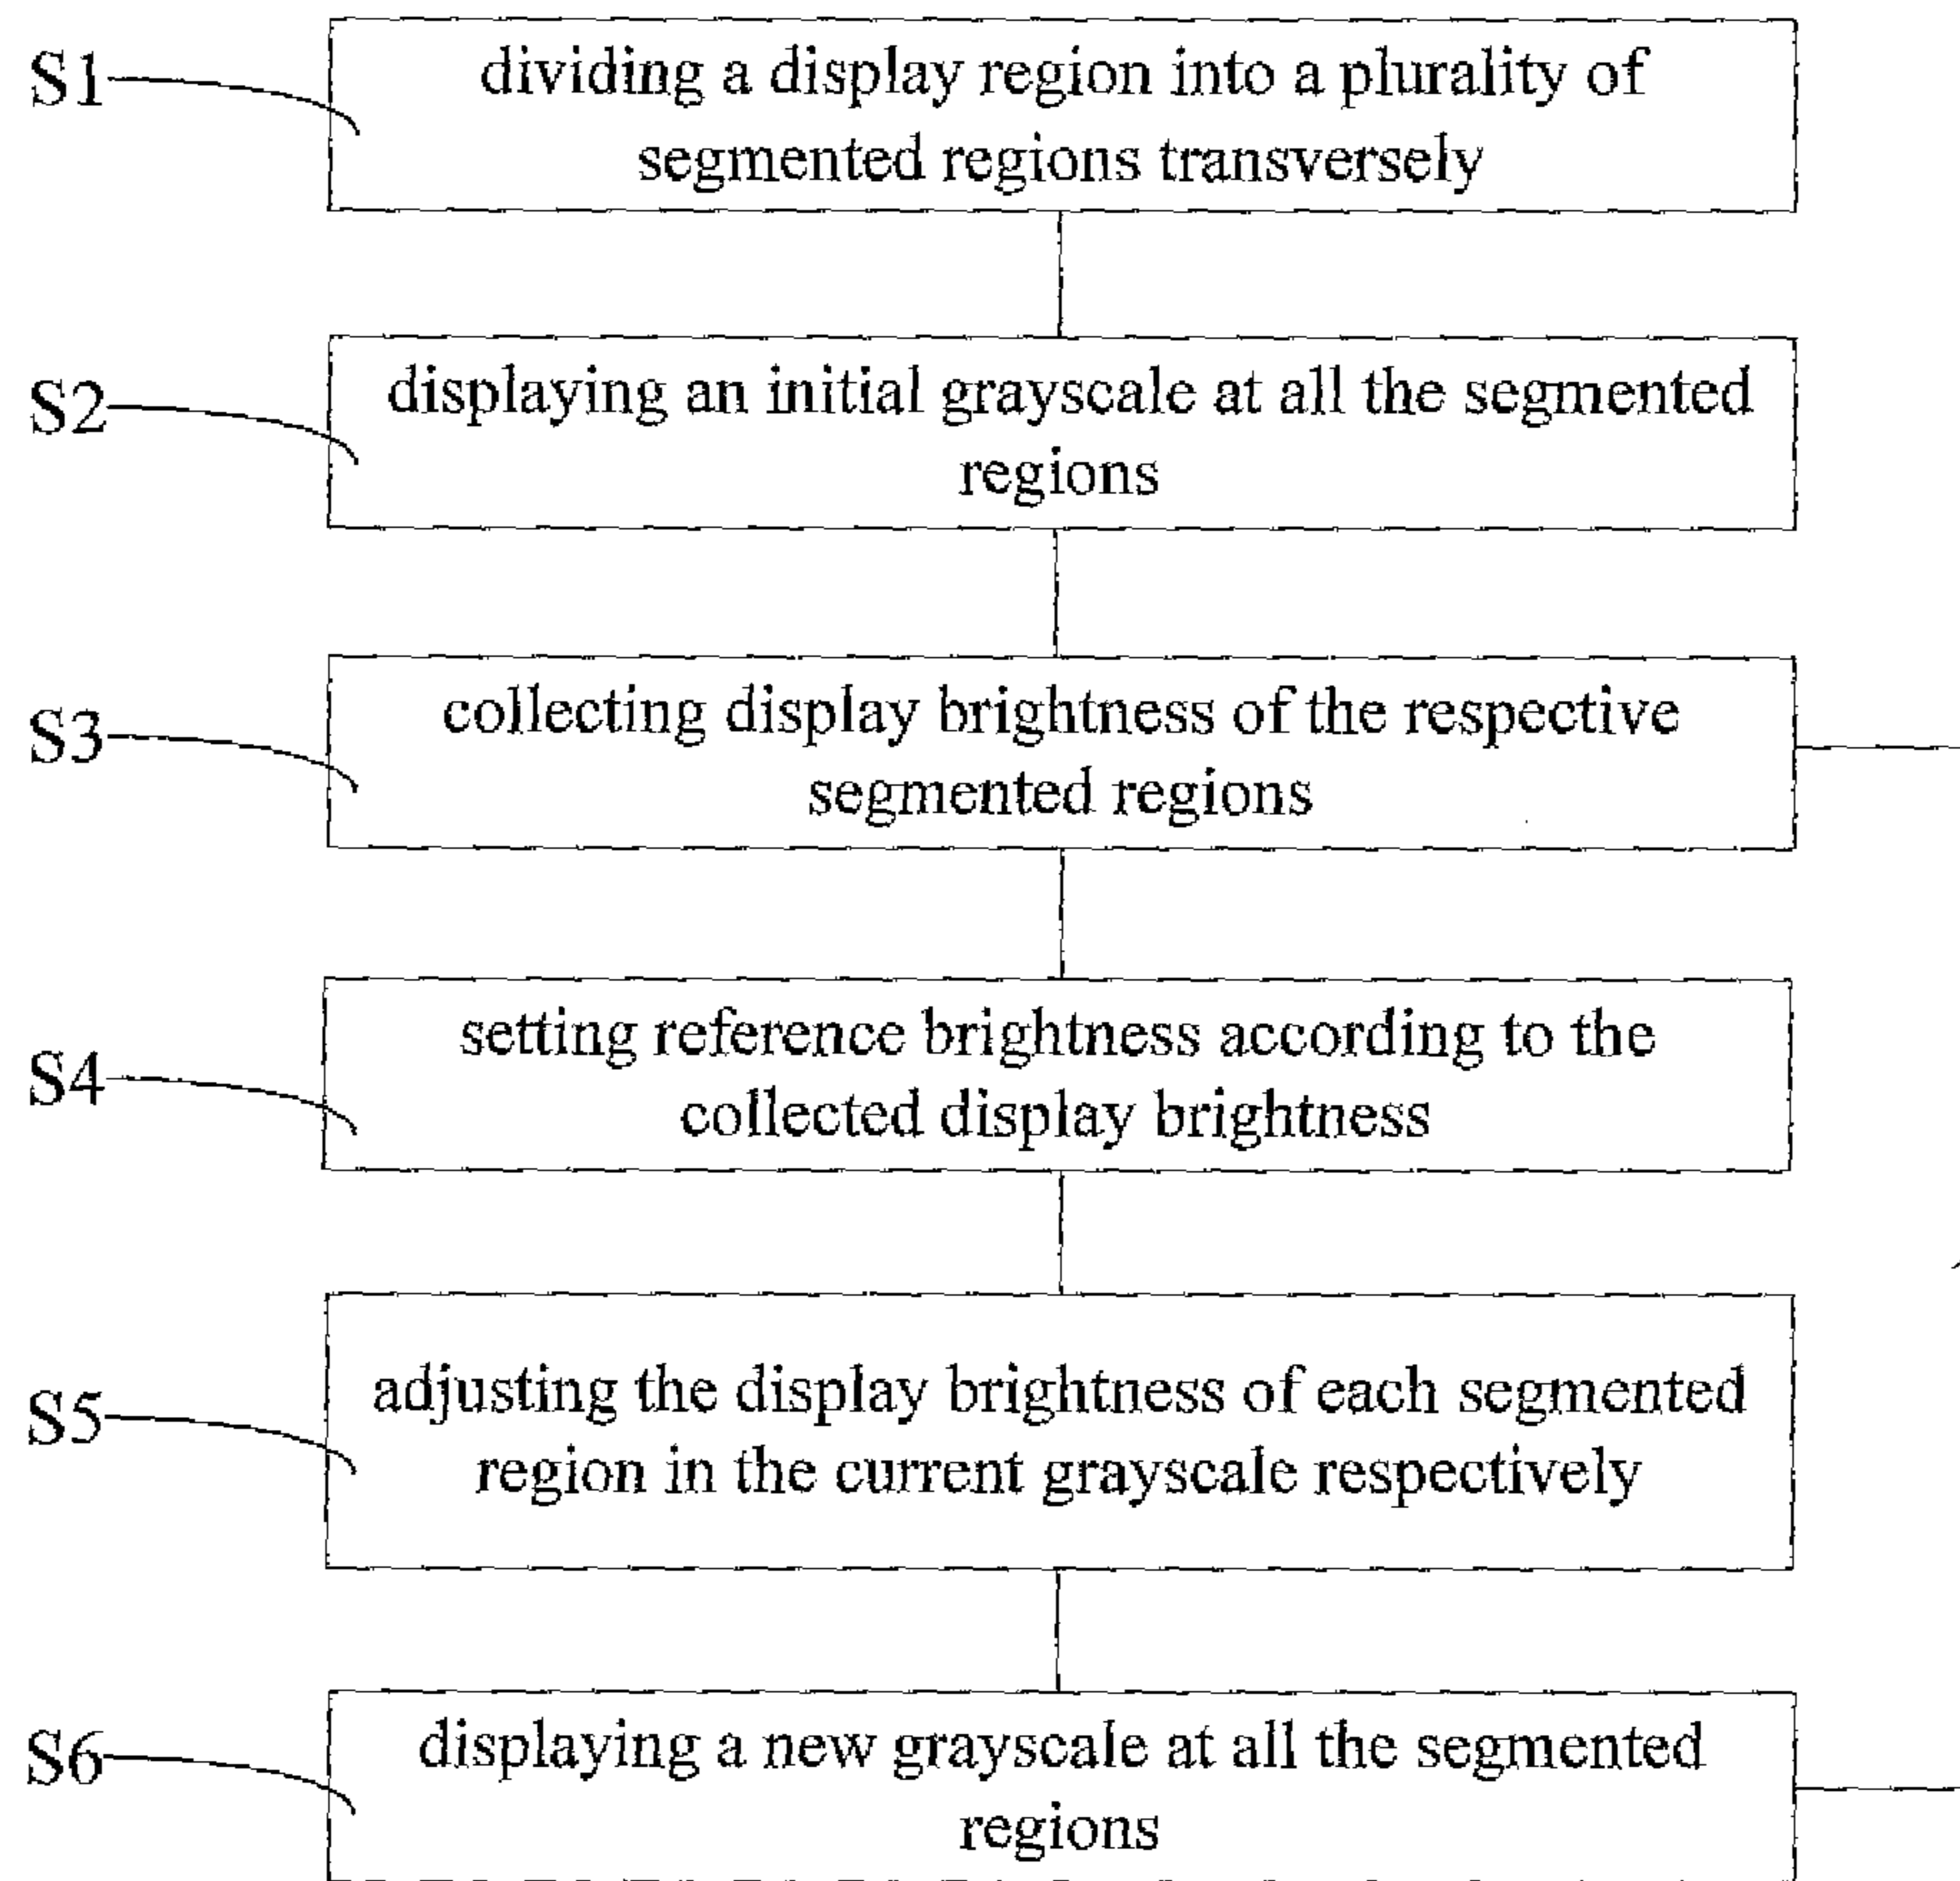 S1
dividing a display region into a plurality of
segmented regions transversely
S2
displaying an initial grayscale at all the segmented
regions
S3
collecting display brightness of the respective
segmented regions
S4
setting reference brightness according to the
collected display brightness
S5
adjusting the display brightness of each segmented
region in the current grayscale respectively
S6
displaying a new grayscale at all the segmented
regions